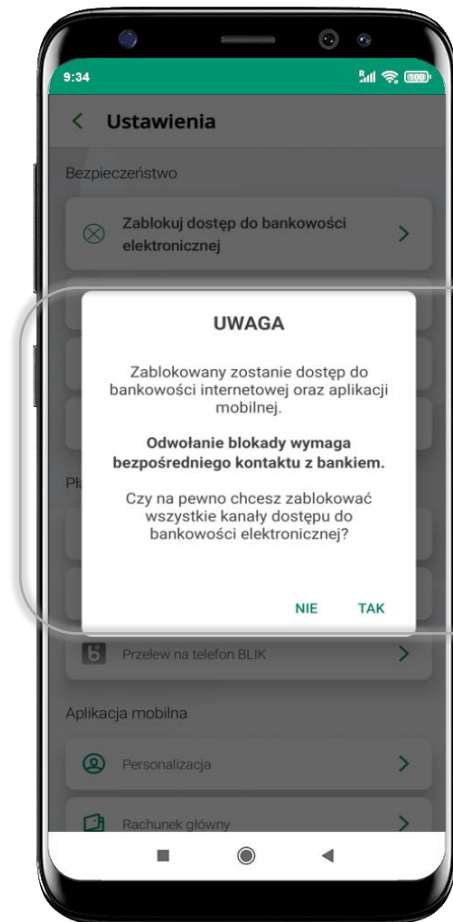 9:34
R
100
Ustawienia
Bezpieczeństwo
Zablokuj dostęp do bankowości
elektronicznej
UWAGA
Zablokowany zostanie dostęp do
bankowości internetowej oraz aplikacji
mobilnej.
Odwołanie blokady wymaga
bezpośredniego kontaktu z bankiem.
Czy na pewno chcesz zablokować
wszystkie kanały dostępu do
bankowości elektronicznej?
NIE TAK
Przelew na telefon BLIK
Aplikacja mobilna
Personalizacja
Rachunek główny